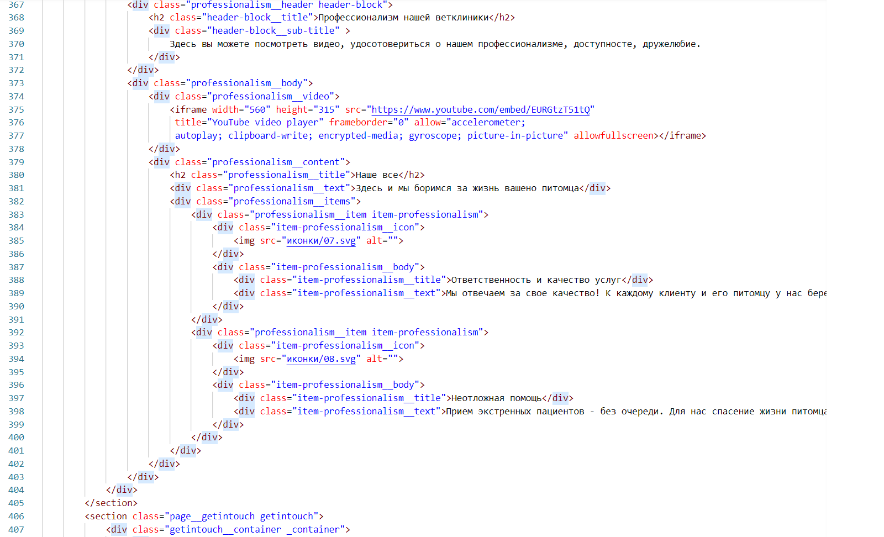 367 <div class="professionalism__header header-block">
368 <h2 class="header-block__title">Профессионализм нашей ветклиники</h2>
369 <div class="header-block__sub-title" >
370 Здесь вы можете посмотреть видео, удосотовериться о нашем профессионализме, доступносте, дружелюбие.
371 </div>
372 </div>
373 <div class="professionalism__body">
374 <div class="professionalism__video">
375 <iframe width="560" height="315" src="https://www.youtube.com/embed/EURGtzT51tQ"
376 title="YouTube video player" frameborder="0" allow="accelerometer;
377 autoplay; clipboard-write; encrypted-media; gyroscope; picture-in-picture" allowfullscreen></iframe>
378 </div>
379 <div class="professionalism__content">
380 <h2 class="professionalism__title">Наше все</h2>
381 <div class="professionalism__text">Здесь и мы боримся за жизнь вашено питомца</div>
382 <div class="professionalism__items">
383 <div class="professionalism__item item-professionalism">
384 <div class="item-professionalism__icon">
385 <img src="иконки/07.svg" alt="">
386 </div>
387 <div class="item-professionalism__body">
388 <div class="item-professionalism__title">Ответственность и качество услуг</div>
389 <div class="item-professionalism__text">Мы отвечаем за свое качество! К каждому клиенту и его питомцу у нас бере
390 </div>
391 </div>
392 <div class="professionalism__item item-professionalism">
393 <div class="item-professionalism__icon">
394 <img src="иконки/08.svg" alt="">
395 </div>
396 <div class="item-professionalism__body">
397 <div class="item-professionalism__title">Неотложная помощь</div>
398 <div class="item-professionalism__text">Прием экстренных пациентов - без очереди. Для нас спасение жизни питомца
399 </div>
400 </div>
401 </div>
402 </div>
403 </div>
404 </div>
405 </section>
406 <section class="page__getintouch getintouch">
407 <div class="getintouch__container _container">